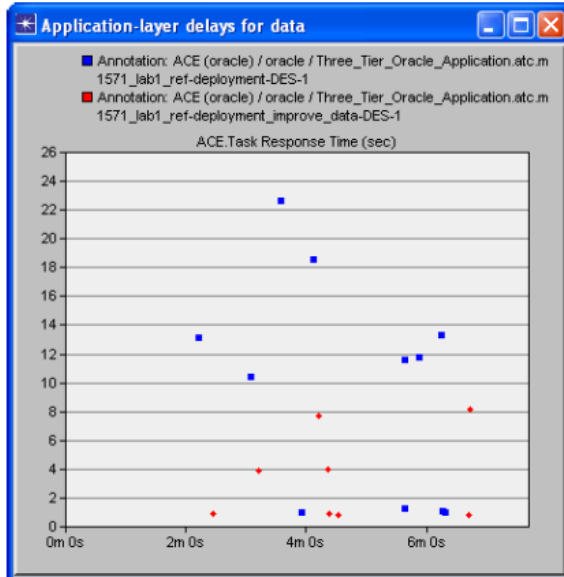 Application-layer delays for data
Annotation: ACE (oracle) / oracle / Three_Tier_Oracle_Application.atc.m
1571_lab1_ref-deployment-DES-1
Annotation: ACE (oracle) / oracle / Three_Tier_Oracle_Application.atc.m
1571_lab1_ref-deployment_improve_data-DES-1
ACE.Task Response Time (sec)
26
24
22
20
18
16
14
12
10
8
6
4
2
0
0m 0s 2m 0s 4m 0s 6m 0s